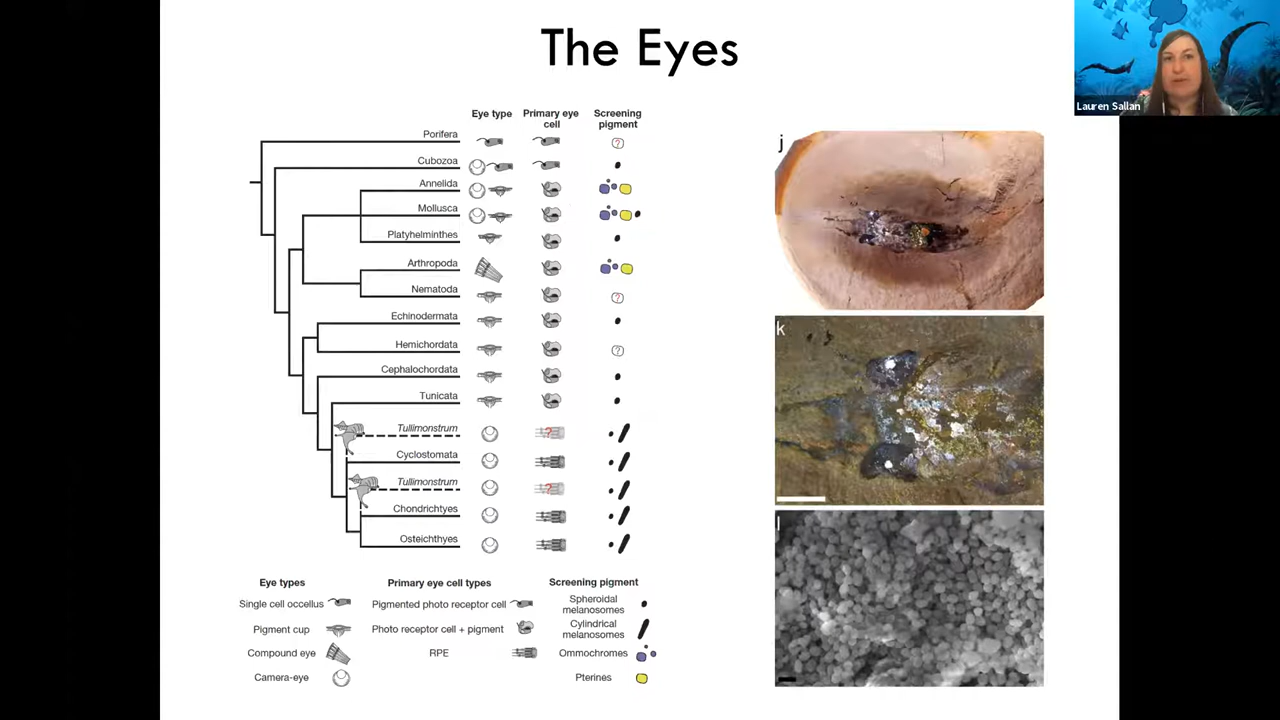 The Eyes
Lauren Sallan
Eye type
Primary eye
cell
Screening
pigment
Porifera
?
Cubozoa
Annelida
Mollusca
Platyhelminthes
Arthropoda
Nematoda
?
Echinodermata
Hemichordata
?
Cephalochordata
Tunicata
Tullimonstrum
?
Cyclostomata
Tullimonstrum
?
Chondrichtyes
Osteichthyes
Eye types
Single cell occellus
Pigment cup
Compound eye
Camera-eye
Primary eye cell types
Pigmented photo receptor cell
Photo receptor cell + pigment
RPE
Screening pigment
Spheroidal
melanosomes
Cylindrical
melanosomes
Ommochromes
Pterines
j
k
l